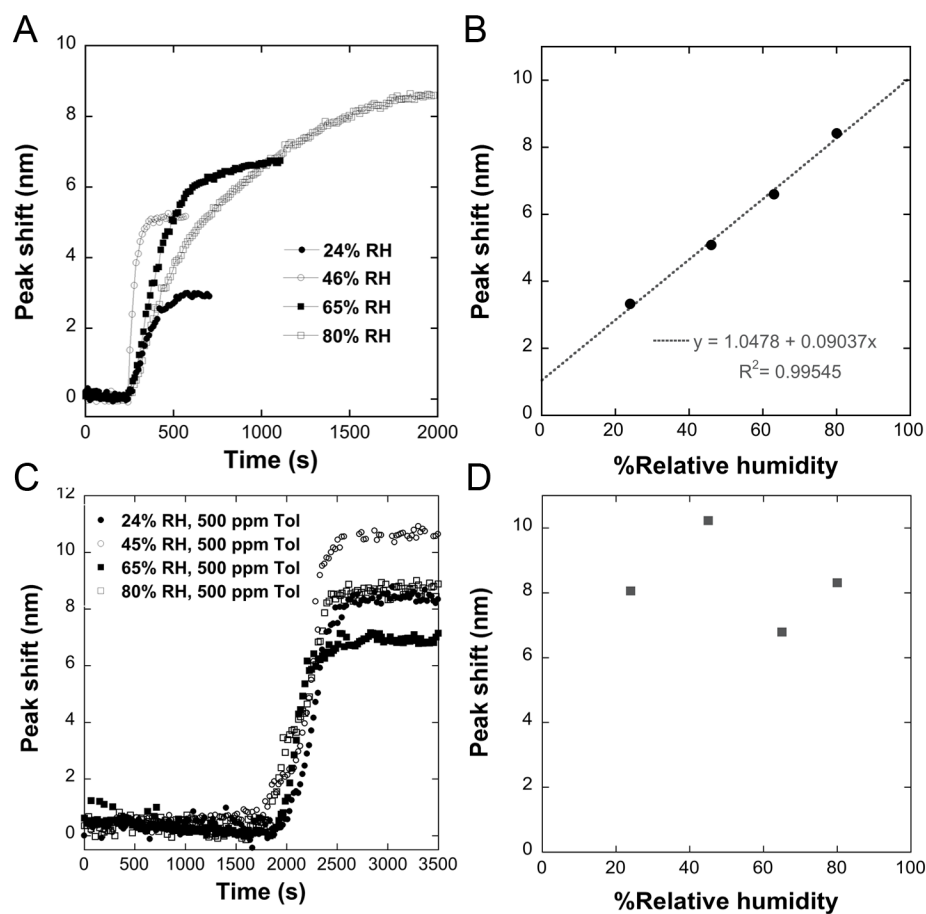 A
10
8
6
4
2
0
Peak shift (nm)
24% RH
46% RH
65% RH
80% RH
0 500 1000 1500 2000
Time (s)
B
10
8
6
4
2
0
Peak shift (nm)
y = 1.0478 + 0.09037x
R2= 0.99545
0 20 40 60 80 100
%Relative humidity
C
12
10
8
6
4
2
0
Peak shift (nm)
24% RH, 500 ppm Tol
45% RH, 500 ppm Tol
65% RH, 500 ppm Tol
80% RH, 500 ppm Tol
0 500 1000 1500 2000 2500 3000 3500
Time (s)
D
10
8
6
4
2
0
Peak shift (nm)
0 20 40 60 80 100
%Relative humidity